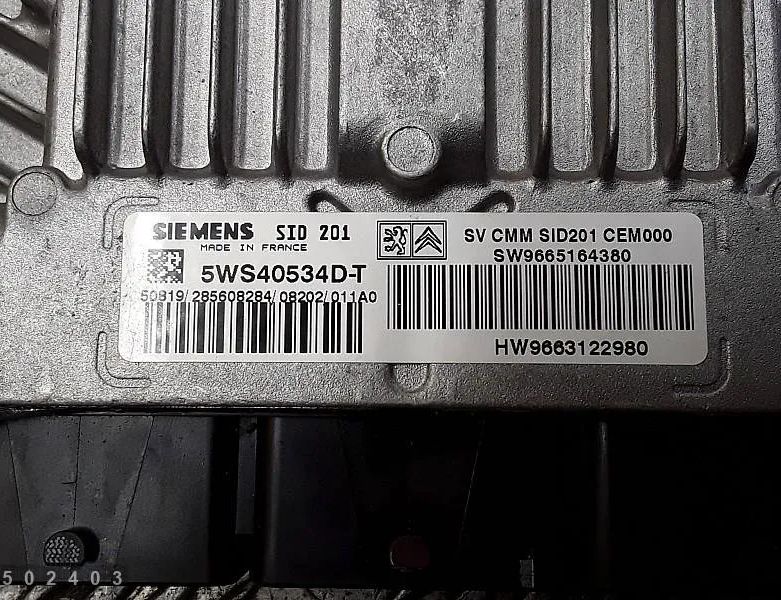 SIEMENS SID 201
MADE IN FRANCE
5WS40534D-T
50819/285608284/08202/011A0
SV CMM SID201 CEM000
SW9665164380
HW9663122980
502403